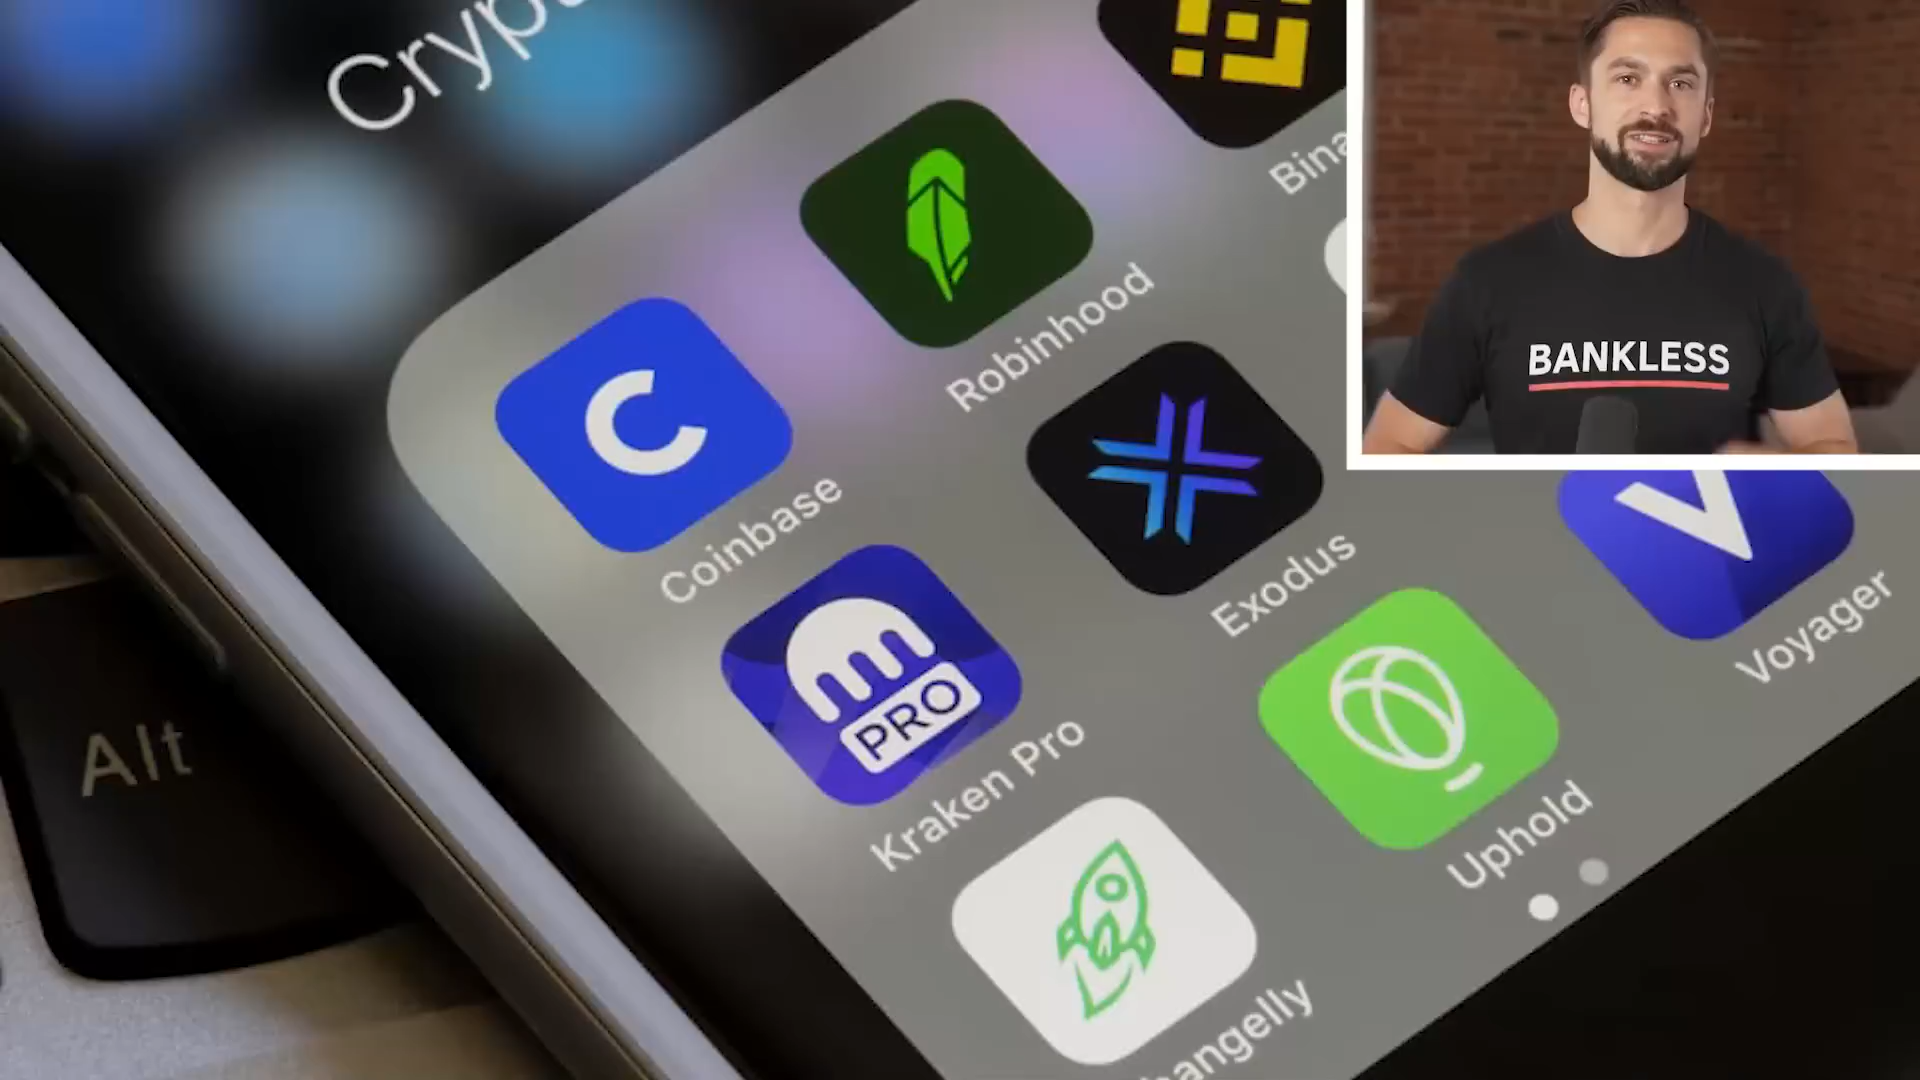 Cryp
Robinhood
Bina
Coinbase
Exodus
Voyager
PRO
Kraken Pro
Uphold
hangelly
Alt
BANKLESS